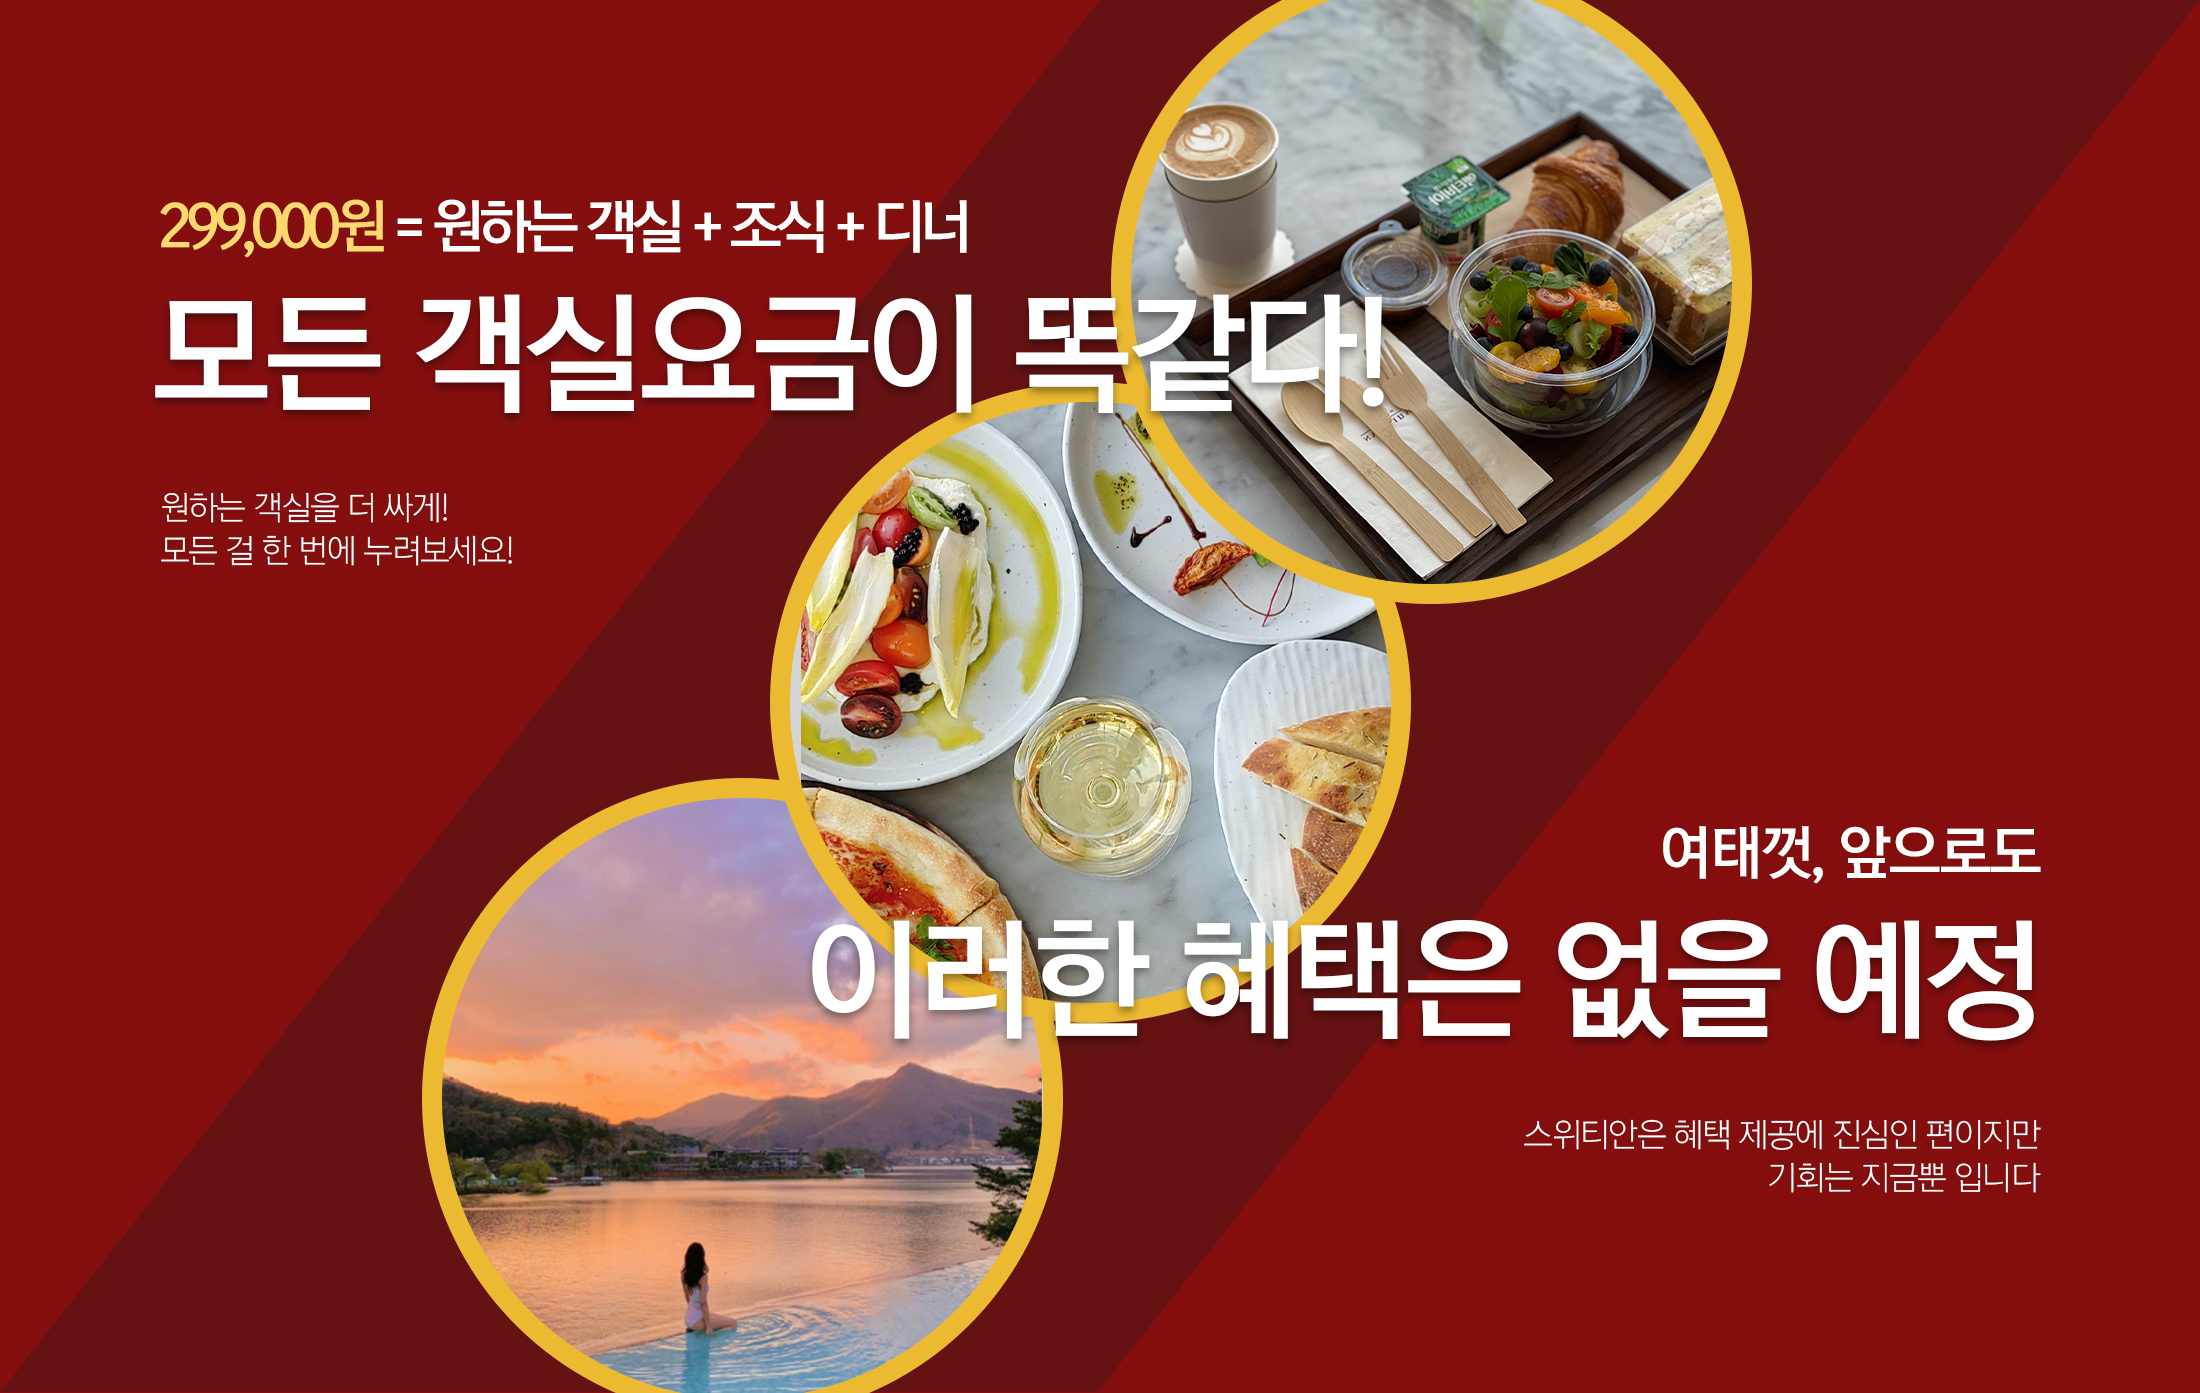 299,000원 = 원하는 객실 + 조식 + 디너
모든 객실요금이 똑같다!
원하는 객실을 더 싸게!
모든 걸 한 번에 누려보세요!
여태껏, 앞으로도
이러한 혜택은 없을 예정
스위티안은 혜택 제공에 진심인 편이지만
기회는 지금뿐 입니다